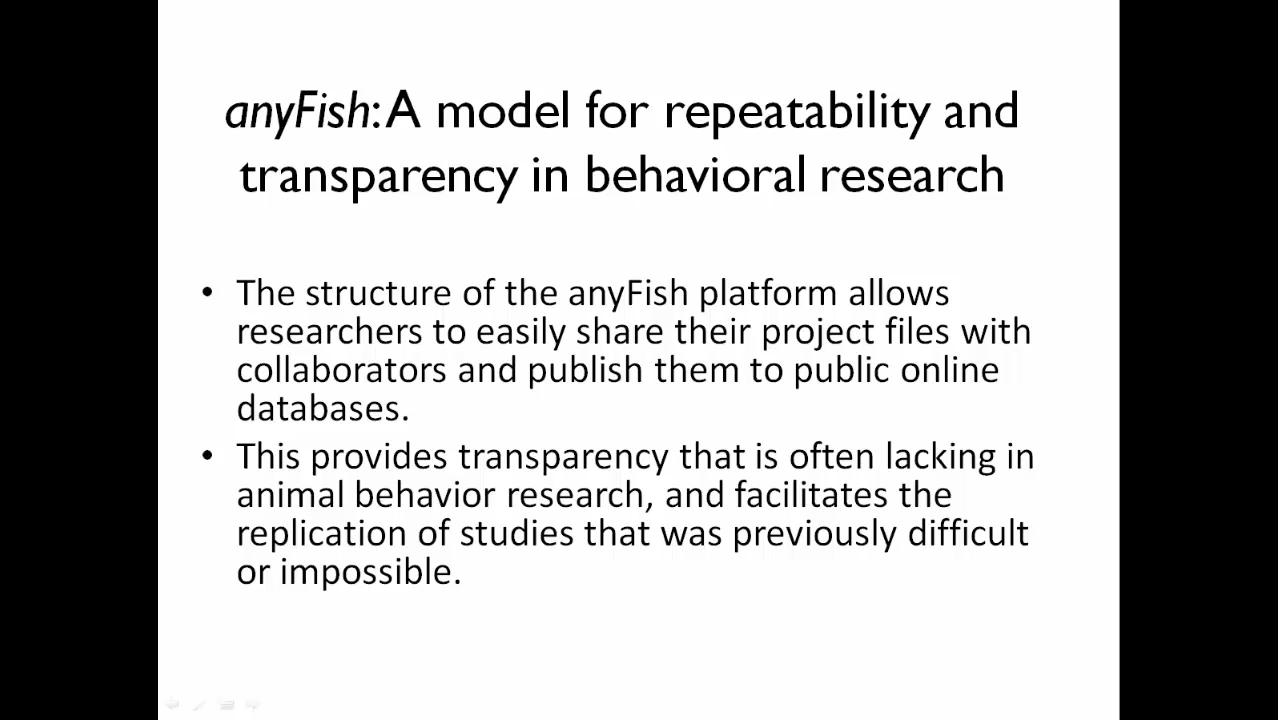 anyFish: A model for repeatability and
transparency in behavioral research
• The structure of the anyFish platform allows
researchers to easily share their project files with
collaborators and publish them to public online
databases.
• This provides transparency that is often lacking in
animal behavior research, and facilitates the
replication of studies that was previously difficult
or impossible.